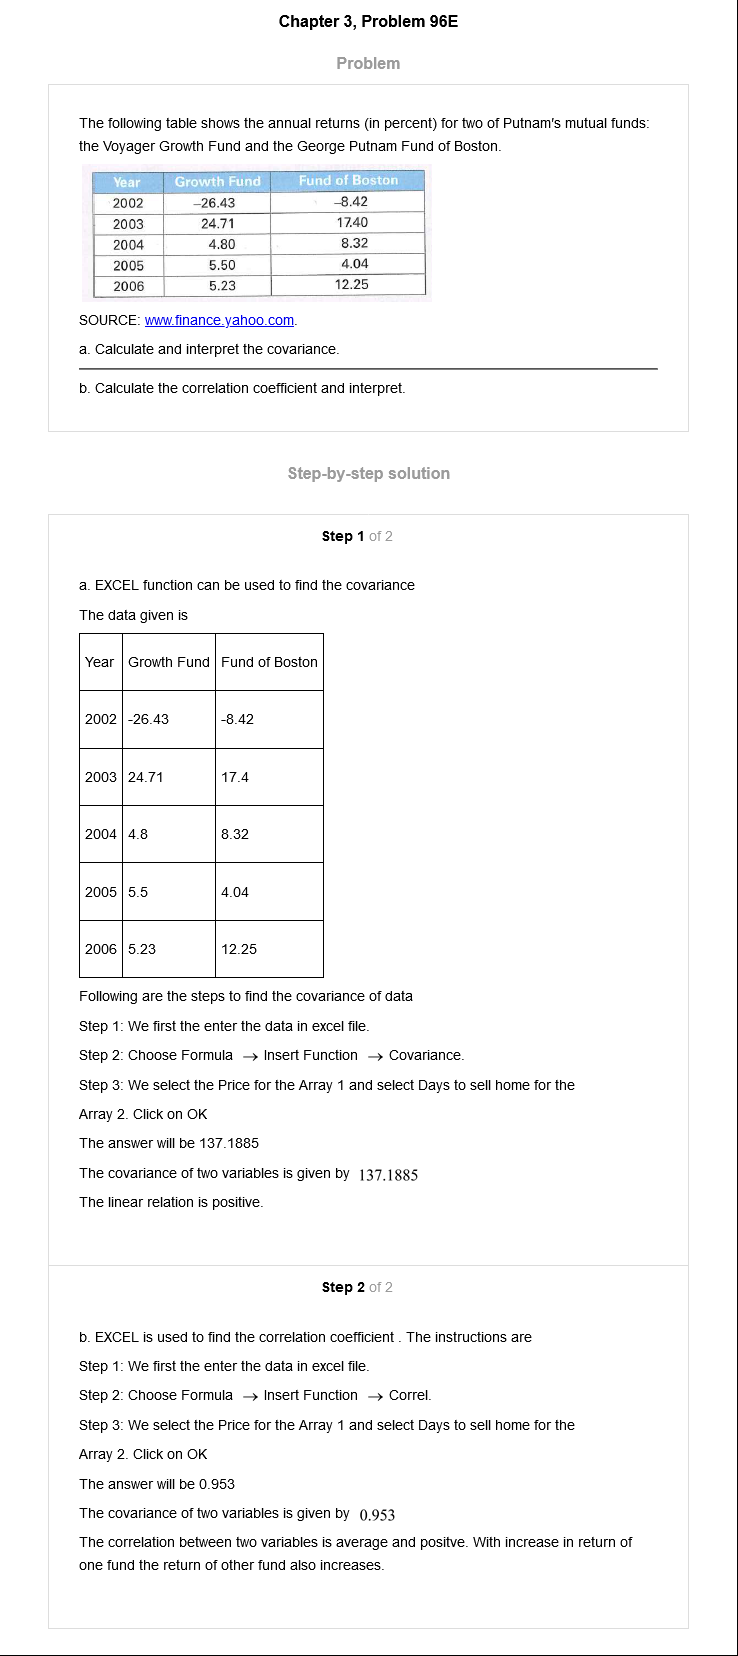 Chapter 3, Problem 96E
Problem
The following table shows the annual returns (in percent) for two of Putnam's mutual funds:
the Voyager Growth Fund and the George Putnam Fund of Boston.
Year Growth Fund Fund of Boston
2002 –26.43 –8.42
2003 24.71 17.40
2004 4.80 8.32
2005 5.50 4.04
2006 5.23 12.25
SOURCE: www.finance.yahoo.com.
a. Calculate and interpret the covariance.
b. Calculate the correlation coefficient and interpret.
Step-by-step solution
Step 1 of 2
a. EXCEL function can be used to find the covariance
The data given is
Year Growth Fund Fund of Boston
2002 -26.43 -8.42
2003 24.71 17.4
2004 4.8 8.32
2005 5.5 4.04
2006 5.23 12.25
Following are the steps to find the covariance of data
Step 1: We first the enter the data in excel file.
Step 2: Choose Formula → Insert Function → Covariance.
Step 3: We select the Price for the Array 1 and select Days to sell home for the
Array 2. Click on OK
The answer will be 137.1885
The covariance of two variables is given by 137.1885
The linear relation is positive.
Step 2 of 2
b. EXCEL is used to find the correlation coefficient . The instructions are
Step 1: We first the enter the data in excel file.
Step 2: Choose Formula → Insert Function → Correl.
Step 3: We select the Price for the Array 1 and select Days to sell home for the
Array 2. Click on OK
The answer will be 0.953
The covariance of two variables is given by 0.953
The correlation between two variables is average and positve. With increase in return of
one fund the return of other fund also increases.